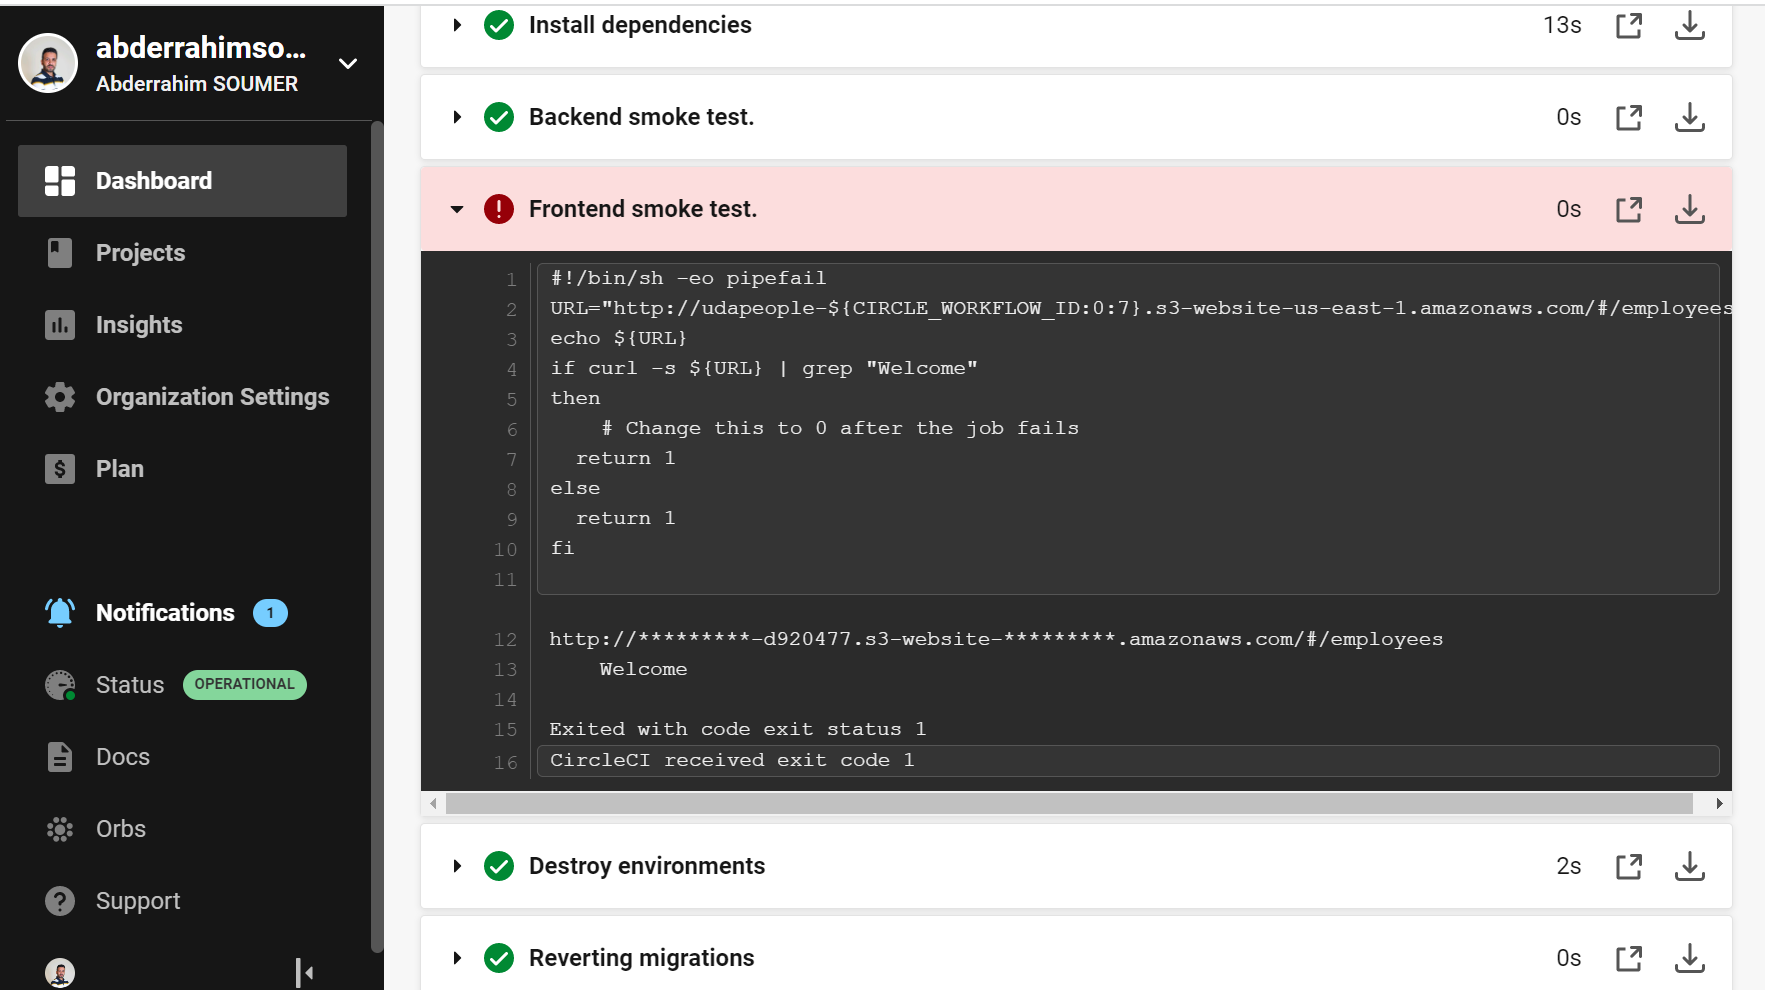 abderrahimso...
Abderrahim SOUMER
Dashboard
Projects
Insights
Organization Settings
Plan
Notifications 1
Status OPERATIONAL
Docs
Orbs
Support
Install dependencies 13s
Backend smoke test. 0s
Frontend smoke test. 0s
1 #!/bin/sh -eo pipefail
2 URL="http://udapeople-${CIRCLE_WORKFLOW_ID:0:7}.s3-website-us-east-1.amazonaws.com/#/employees
3 echo ${URL}
4 if curl -s ${URL} | grep "Welcome"
5 then
6 # Change this to 0 after the job fails
7 return 1
8 else
9 return 1
10 fi
11
12 http://*********-d920477.s3-website-*********.amazonaws.com/#/employees
13 Welcome
14
15 Exited with code exit status 1
16 CircleCI received exit code 1
Destroy environments 2s
Reverting migrations 0s